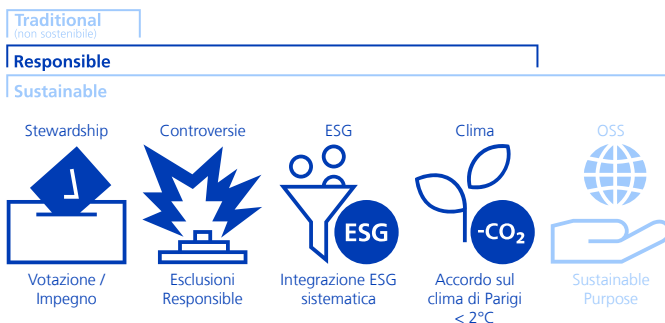 Traditional
(non sostenibile)
Responsible
Sustainable
Stewardship
Controversie
ESG
Clima
OSS
ESG
-CO₂
Votazione /
Impegno
Esclusioni
Responsible
Integrazione ESG
sistematica
Accordo sul
clima di Parigi
< 2°C
Sustainable
Purpose